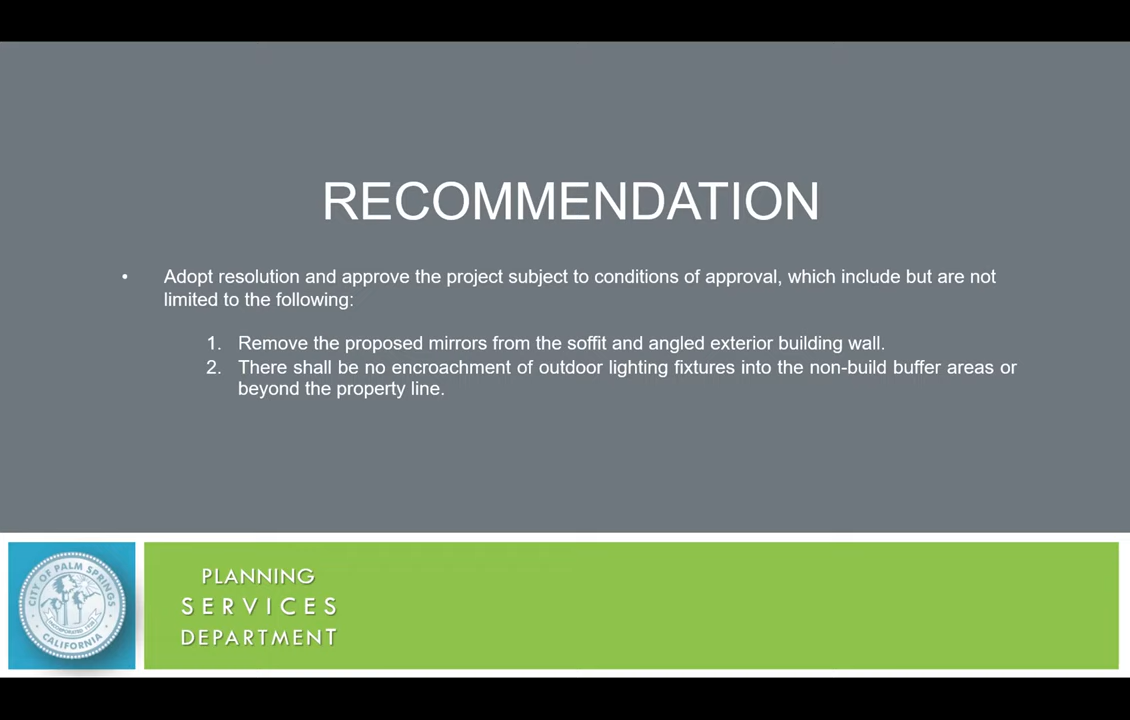 RECOMMENDATION
• Adopt resolution and approve the project subject to conditions of approval, which include but are not
limited to the following:
1. Remove the proposed mirrors from the soffit and angled exterior building wall.
2. There shall be no encroachment of outdoor lighting fixtures into the non-build buffer areas or
beyond the property line.
CITY OF PALM SPRINGS
CALIFORNIA
PLANNING
SERVICES
DEPARTMENT